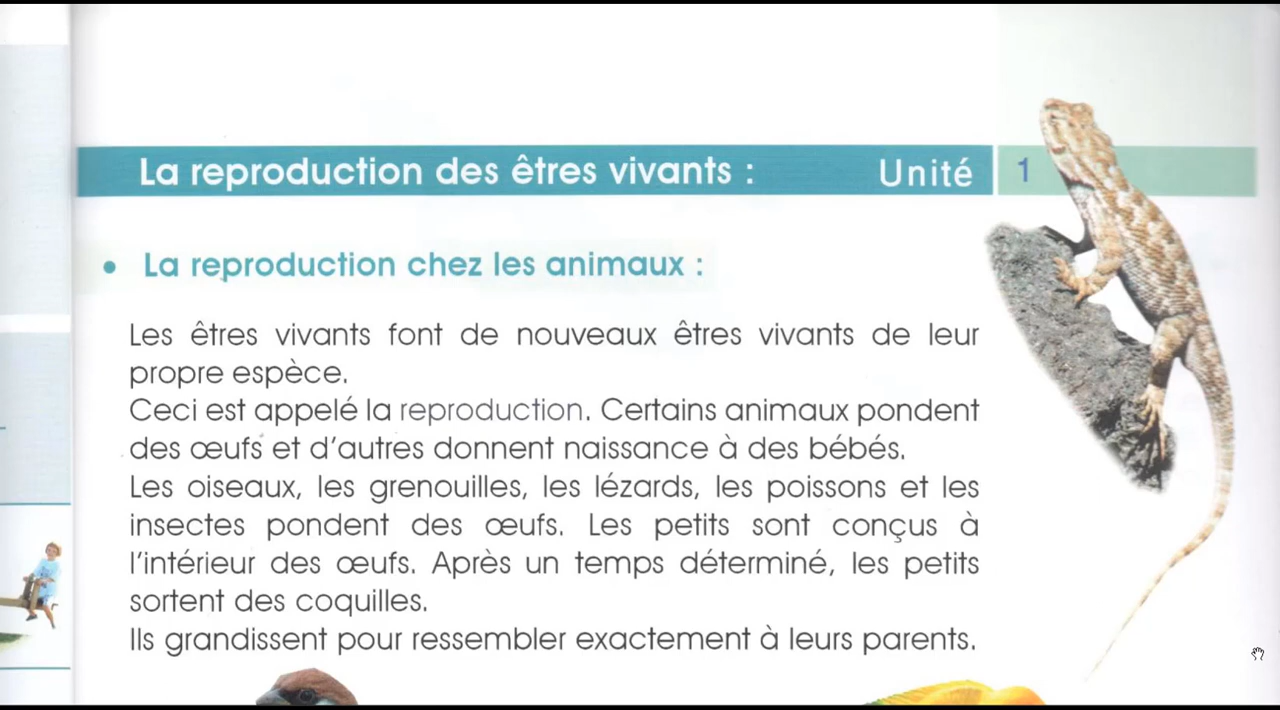 La reproduction des êtres vivants : Unité 1
• La reproduction chez les animaux :
Les êtres vivants font de nouveaux êtres vivants de leur
propre espèce.
Ceci est appelé la reproduction. Certains animaux pondent
des œufs et d'autres donnent naissance à des bébés.
Les oiseaux, les grenouilles, les lézards, les poissons et les
insectes pondent des œufs. Les petits sont conçus à
l'intérieur des œufs. Après un temps déterminé, les petits
sortent des coquilles.
Ils grandissent pour ressembler exactement à leurs parents.